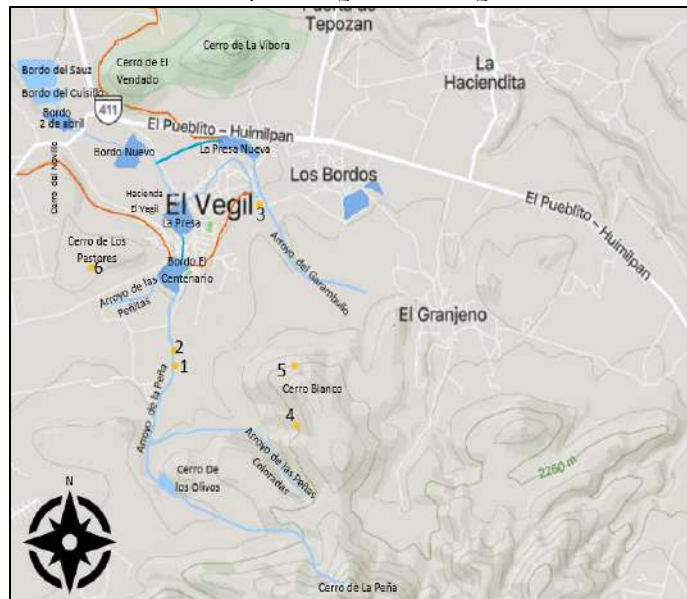 Tepozan
Cerro de La Vibora
La
Haciendita
Cerro de El
Vendado
Bordo del Sauz
Bordo del Cuisillo
Bordo
2 de abril
411
El Pueblito – Huimilpan
Bordo Nuevo
La Presa Nueva
Los Bordos
Cerro del Novillo
Hacienda
El Vegil
El Vegil
La Presa
3
El Pueblito – Huimilpan
Cerro de Los
Pastores
6
Bordo El
Centenario
Arroyo del Garambullo
Arroyo de las
Peñitas
El Granjeno
2
1
5
Cerro Blanco
Arroyo de la Peña
4
Arroyo de las Peñas
Coloradas
2250 m
Cerro De
los Olivos
N
Cerro de La Peña